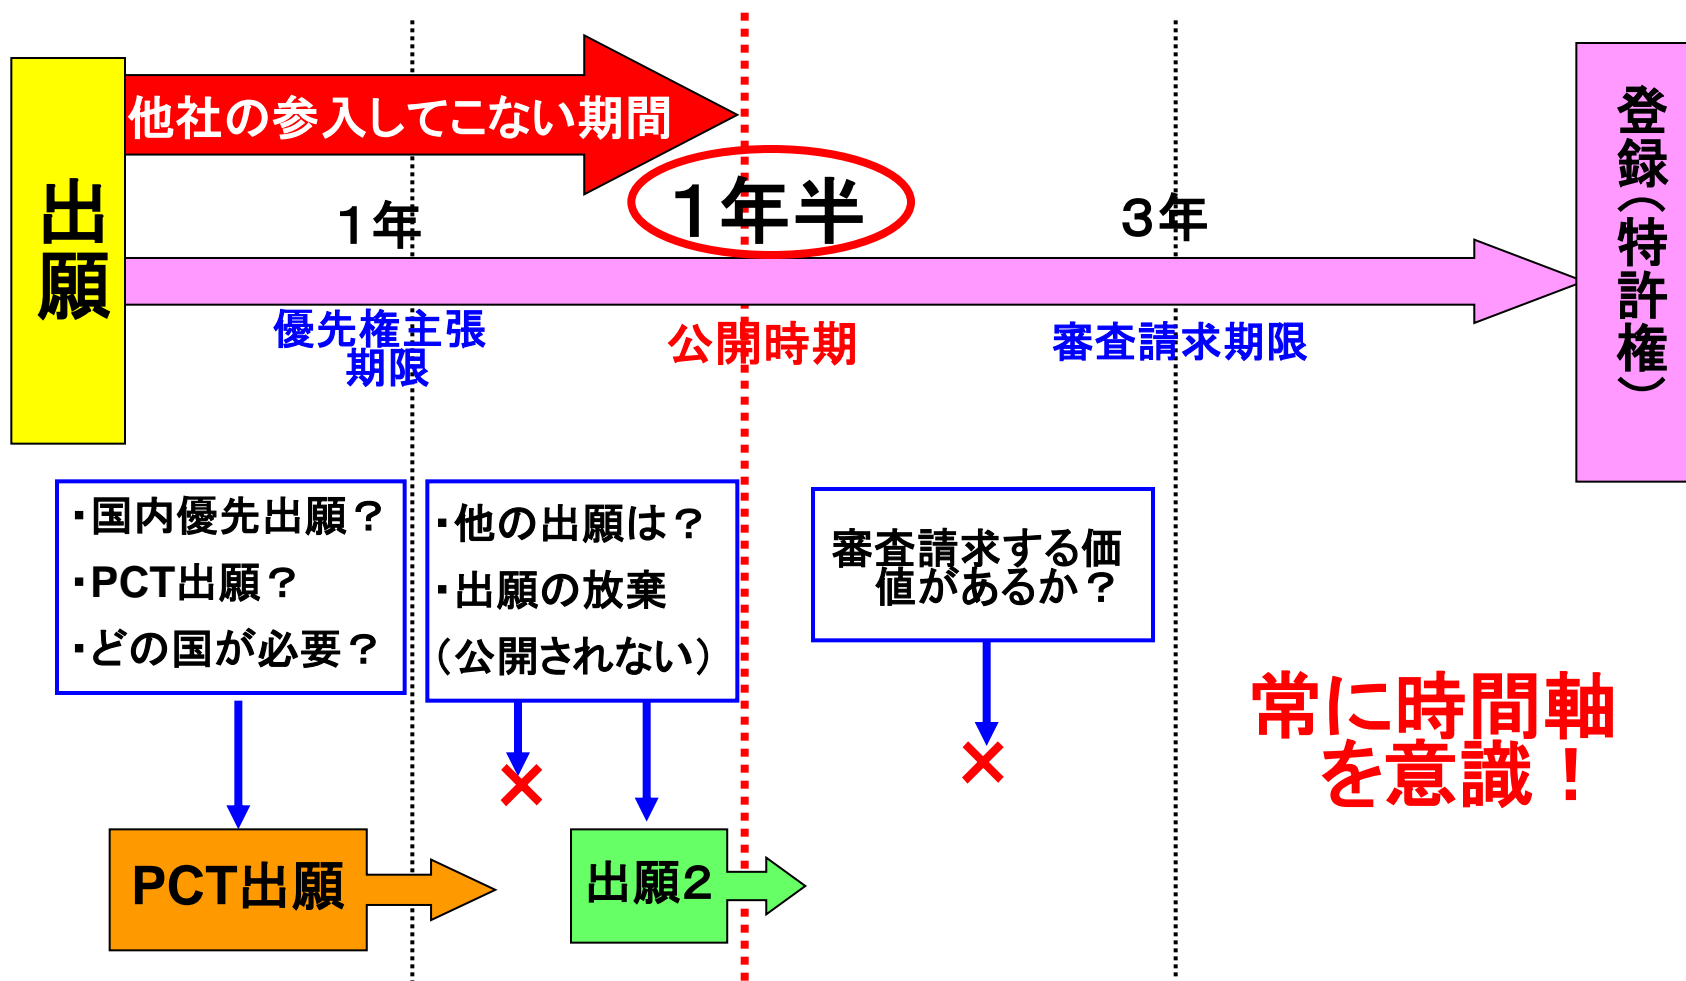 出願
他社の参入してこない期間
１年
１年半
３年
優先権主張
期限
公開時期
審査請求期限
登録（特許権）
・国内優先出願？
・PCT出願？
・どの国が必要？
・他の出願は？
・出願の放棄
（公開されない）
審査請求する価
値があるか？
常に時間軸
を意識！
×
×
PCT出願
出願２